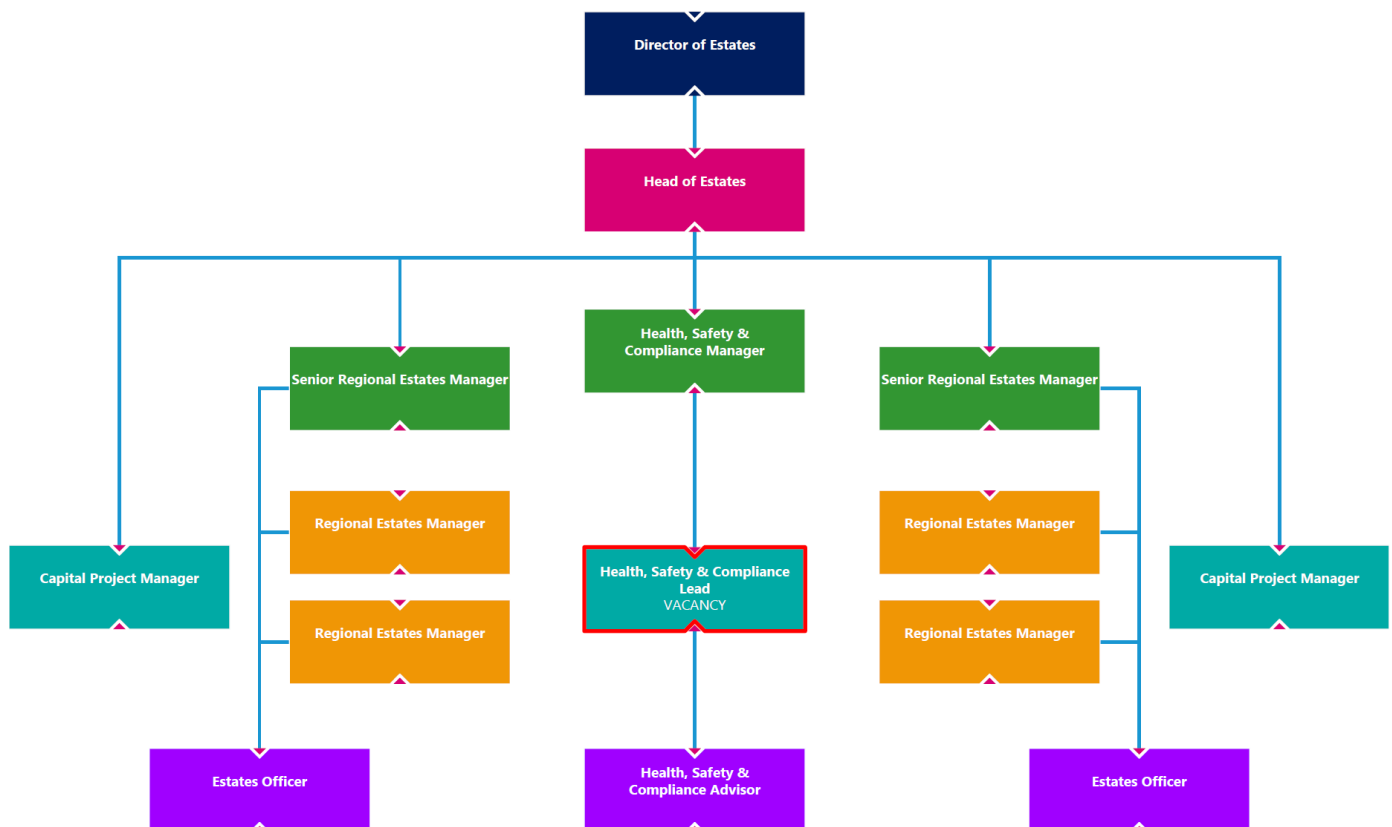 Director of Estates
Head of Estates
Health, Safety &
Compliance Manager
Senior Regional Estates Manager
Senior Regional Estates Manager
Regional Estates Manager
Regional Estates Manager
Capital Project Manager
Health, Safety & Compliance
Lead
VACANCY
Capital Project Manager
Regional Estates Manager
Regional Estates Manager
Estates Officer
Health, Safety &
Compliance Advisor
Estates Officer